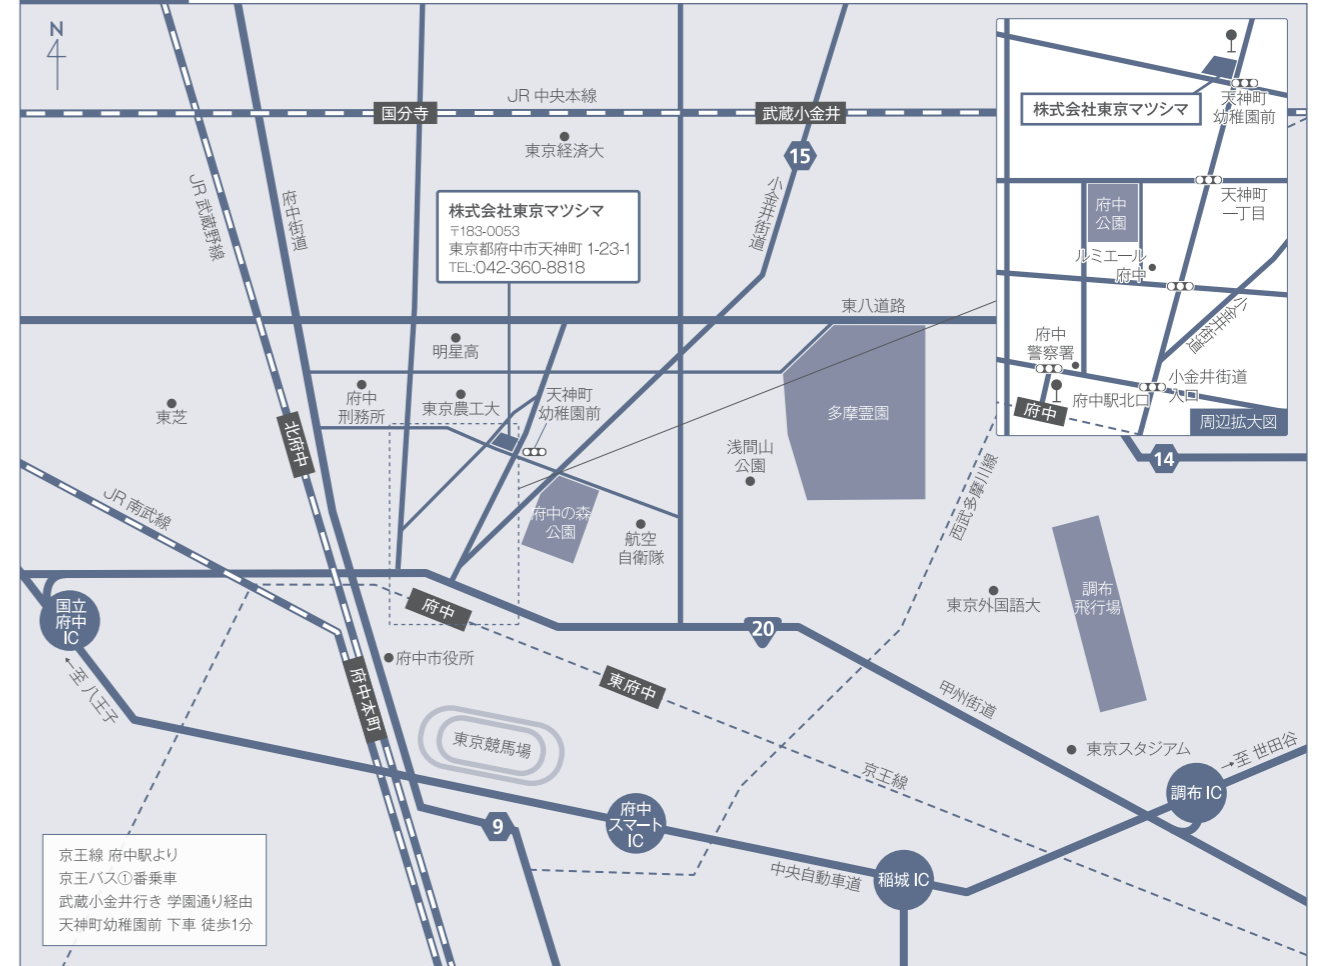 N
JR 中央本線
国分寺
武蔵小金井
東京経済大
15
JR 武蔵野線
府中街道
小金井街道
株式会社東京マツシマ
〒183-0053
東京都府中市天神町 1-23-1
TEL:042-360-8818
東八道路
明星高
府中
刑務所
東京農工大
天神町
幼稚園前
東芝
北府中
多摩霊園
浅間山
公園
府中の森
公園
航空
自衛隊
JR 南武線
西武多摩川線
14
調布
飛行場
東京外国語大
国立
府中
IC
←至 八王子
府中
20
府中市役所
東府中
府中本町
東京競馬場
甲州街道
東京スタジアム
→至 世田谷
調布 IC
京王線
9
府中
スマート
IC
中央自動車道
稲城 IC
京王線 府中駅より
京王バス①番乗車
武蔵小金井行き 学園通り経由
天神町幼稚園前 下車 徒歩1分
株式会社東京マツシマ
天神町
幼稚園前
天神町
一丁目
府中
公園
ルミエール
府中
小金井街道
府中
警察署
小金井街道
入口
府中駅北口
府中
周辺拡大図